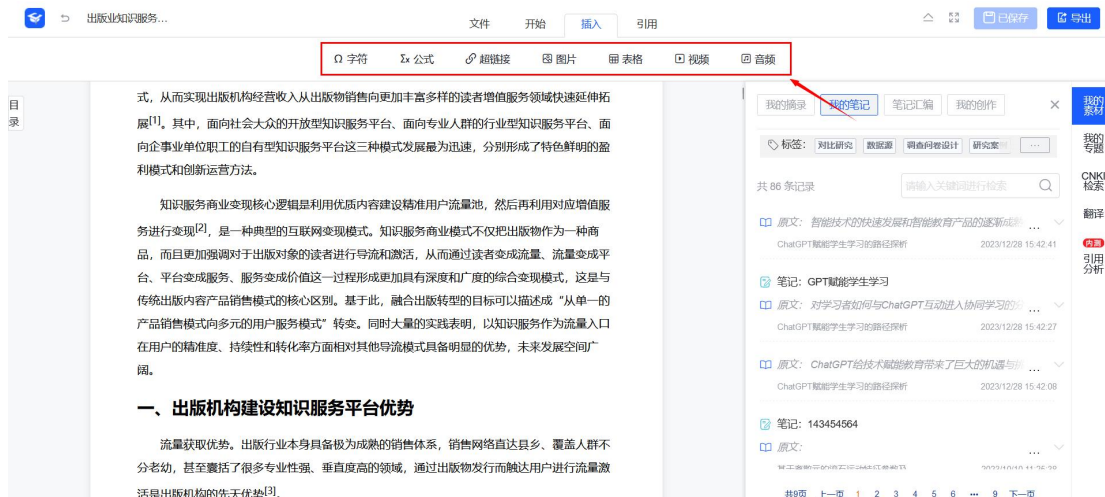 出版业知识服务...
文件 开始 插入 引用
已保存 导出
Ω 字符 Σx 公式 超链接 图片 表格 视频 音频
目录
式，从而实现出版机构经营收入从出版物销售向更加丰富多样的读者增值服务领域快速延伸拓
展[1]。其中，面向社会大众的开放型知识服务平台、面向专业人群的行业型知识服务平台、面
向企事业单位职工的自有型知识服务平台这三种模式发展最为迅速，分别形成了特色鲜明的盈
利模式和创新运营方法。
知识服务商业变现核心逻辑是利用优质内容建设精准用户流量池，然后再利用对应增值服
务进行变现[2]，是一种典型的互联网变现模式。知识服务商业模式不仅把出版物作为一种商
品，而且更加强调对于出版对象的读者进行导流和激活，从而通过读者变成流量、流量变成平
台、平台变成服务、服务变成价值这一过程形成更加具有深度和广度的综合变现模式，这是与
传统出版内容产品销售模式的核心区别。基于此，融合出版转型的目标可以描述成“从单一的
产品销售模式向多元的用户服务模式”转变。同时大量的实践表明，以知识服务作为流量入口
在用户的精准度、持续性和转化率方面相对其他导流模式具备明显的优势，未来发展空间广
阔。
一、出版机构建设知识服务平台优势
流量获取优势。出版行业本身具备极为成熟的销售体系，销售网络直达县乡、覆盖人群不
分老幼，甚至囊括了很多专业性强、垂直度高的领域，通过出版物发行而触达用户进行流量激
活是出版机构的先天优势[3]。
我的摘录 我的笔记 笔记汇编 我的创作
标签： 对比研究 数据源 调查问卷设计 研究案 ...
共 86 条记录 请输入关键词进行检索
原文： 智能技术的快速发展和智能教育产品的逐渐成 ...
ChatGPT赋能学生学习的路径探析 2023/12/28 15:42:41
笔记：GPT赋能学生学习
原文： 对学习者如何与ChatGPT互动进入协同学习的 ...
ChatGPT赋能学生学习的路径探析 2023/12/28 15:42:27
原文： ChatGPT给技术赋能教育带来了巨大的机遇与 ...
ChatGPT赋能学生学习的路径探析 2023/12/28 15:42:08
笔记：143454564
原文： ...
共9页 上一页 1 2 3 4 5 6 ... 9 下一页
我的素材
我的专题
CNKI检索
翻译
内测
引用分析